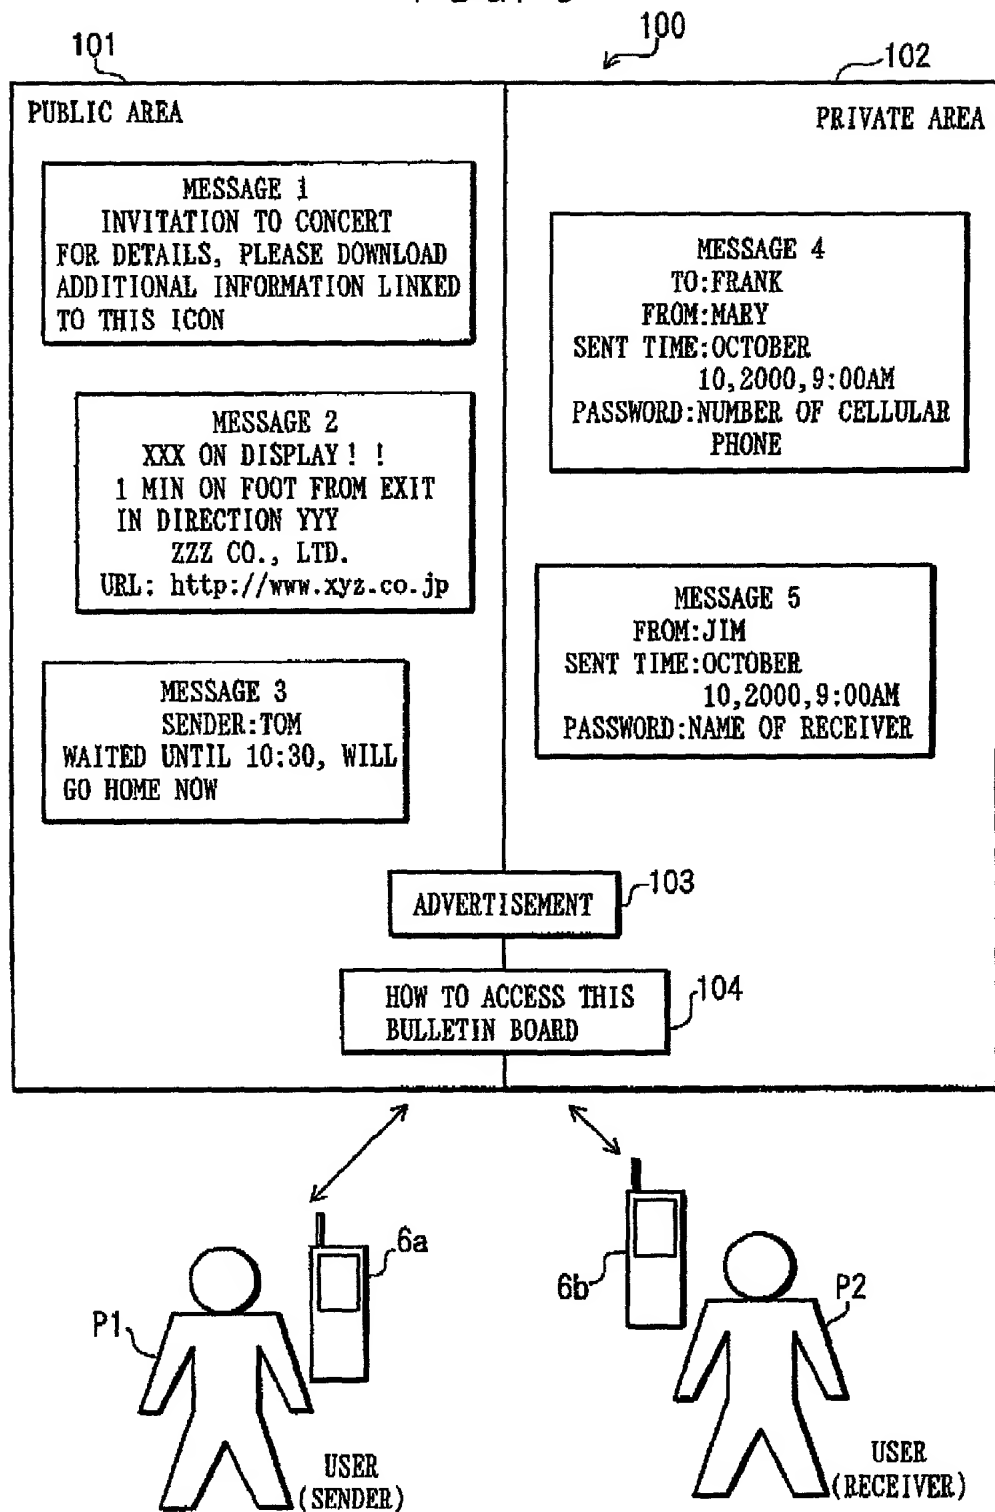 100
101
102
PUBLIC AREA
PRIVATE AREA
MESSAGE 1
INVITATION TO CONCERT
FOR DETAILS, PLEASE DOWNLOAD
ADDITIONAL INFORMATION LINKED
TO THIS ICON
MESSAGE 2
XXX ON DISPLAY!!
1 MIN ON FOOT FROM EXIT
IN DIRECTION YYY
ZZZ CO., LTD.
URL: http://www.xyz.co.jp
MESSAGE 3
SENDER:TOM
WAITED UNTIL 10:30, WILL
GO HOME NOW
MESSAGE 4
TO:FRANK
FROM:MARY
SENT TIME:OCTOBER
10,2000,9:00AM
PASSWORD:NUMBER OF CELLULAR
PHONE
MESSAGE 5
FROM:JIM
SENT TIME:OCTOBER
10,2000,9:00AM
PASSWORD:NAME OF RECEIVER
ADVERTISEMENT
103
HOW TO ACCESS THIS
BULLETIN BOARD
104
6a
P1
USER
(SENDER)
6b
P2
USER
(RECEIVER)